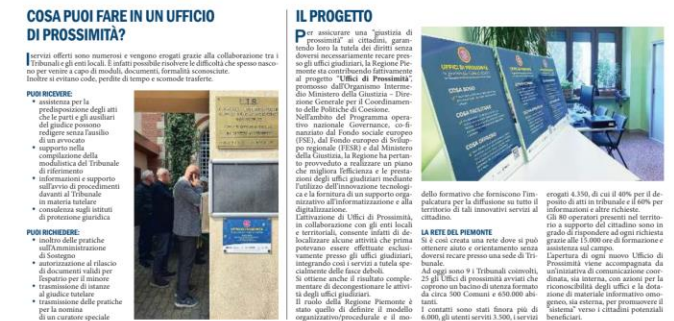 COSA PUOI FARE IN UN UFFICIO
DI PROSSIMITÀ?
I servizi offerti sono numerosi e vengono erogati grazie alla collaborazione tra i
Tribunali e gli enti locali. È infatti possibile risolvere le difficoltà che spesso nasco-
no per venire a capo di moduli, documenti, formalità sconosciute.
Inoltre si evitano code, perdite di tempo e scomode trasferte.
PUOI RICEVERE:
• assistenza per la
predisposizione degli atti
che le parti e gli ausiliari
del giudice possono
redigere senza l'ausilio
di un avvocato
• supporto nella
compilazione della
modulistica del Tribunale
di riferimento
• informazioni e supporto
sull'avvio di procedimenti
davanti al Tribunale
in materia tutelare
• consulenza sugli istituti
di protezione giuridica
PUOI RICHIEDERE:
• inoltro delle pratiche
sull'Amministrazione
di Sostegno
• autorizzazione al rilascio
di documenti validi per
l'espatrio per il minore
• trasmissione di istanze
al giudice tutelare
• trasmissione delle pratiche
per la nomina
di un curatore speciale
IL PROGETTO
Per assicurare una "giustizia di
prossimità" ai cittadini, garan-
tendo loro la tutela dei diritti senza
doversi necessariamente recare pres-
so gli uffici giudiziari, la Regione Pie-
monte sta contribuendo fattivamente
al progetto "Uffici di Prossimità",
promosso dall'Organismo Interme-
dio Ministero della Giustizia – Dire-
zione Generale per il Coordinamen-
to delle Politiche di Coesione.
Nell'ambito del Programma oper-
ativo nazionale Governance, co-fi-
nanziato dal Fondo sociale europeo
(FSE), dal Fondo europeo di Svilup-
po regionale (FESR) e dal Ministero
della Giustizia, la Regione ha pertan-
to provveduto a realizzare un piano
che migliora l'efficienza e le presta-
zioni degli uffici giudiziari mediante
l'utilizzo dell'innovazione tecnologi-
ca e la fornitura di un supporto orga-
nizzativo all'informatizzazione e alla
digitalizzazione.
L'attivazione di Uffici di Prossimità,
in collaborazione con gli enti locali
e territoriali, consente infatti di de-
localizzare alcune attività che prima
potevano essere effettuate esclusi-
vamente presso gli uffici giudiziari,
integrando così i servizi a tutela spe-
cialmente delle fasce deboli.
Si ottiene anche il risultato comple-
mentare di decongestionare le attivi-
tà degli uffici giudiziari.
Il ruolo della Regione Piemonte è
stato quello di definire il modello
organizzativo/procedurale e il mo-
dello formativo che forniscono l'im-
palcatura per la diffusione su tutto il
territorio di tali innovativi servizi al
cittadino.
LA RETE DEL PIEMONTE
Si è così creata una rete dove si può
ottenere aiuto e orientamento senza
doversi recare presso una sede di Tri-
bunale.
Ad oggi sono 9 i Tribunali coinvolti,
25 gli Uffici di prossimità avviati che
coprono un bacino di utenza formato
da circa 500 Comuni e 650.000 abi-
tanti.
I contatti sono stati finora più di
6.000, gli utenti serviti 3.500, i servizi
erogati 4.350, di cui il 40% per il de-
posito di atti in tribunale e il 60% per
informazioni e altre richieste.
Gli 80 operatori presenti nel territo-
rio a supporto del cittadino sono in
grado di rispondere ad ogni richiesta
grazie alle 15.000 ore di formazione e
assistenza sul campo.
L'apertura di ogni nuovo Ufficio di
Prossimità viene accompagnata da
un'iniziativa di comunicazione coor-
dinata, sia interna, con azioni per la
riconoscibilità degli uffici e la dota-
zione di materiale informativo omo-
geneo, sia esterna, per promuovere il
"sistema" verso i cittadini potenziali
beneficiari.
UFFICI DI PROSSIMITÀ